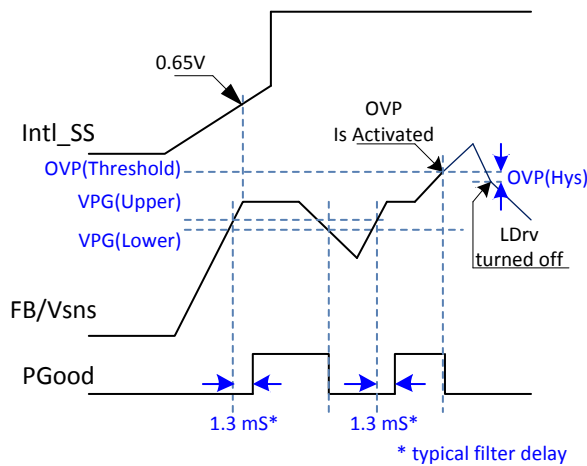 0.65V
Intl_SS
OVP
Is Activated
OVP(Threshold)
OVP(Hys)
VPG(Upper)
VPG(Lower)
LDrv
turned off
FB/Vsns
PGood
1.3 mS*
1.3 mS*
* typical filter delay